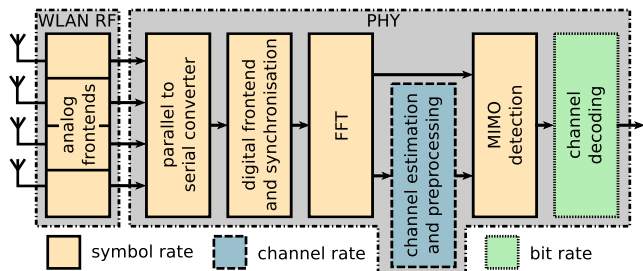 WLAN RF
PHY
analog
frontends
parallel to
serial converter
digital frontend
and synchronisation
FFT
channel estimation
and preprocessing
MIMO
detection
channel
decoding
symbol rate
channel rate
bit rate